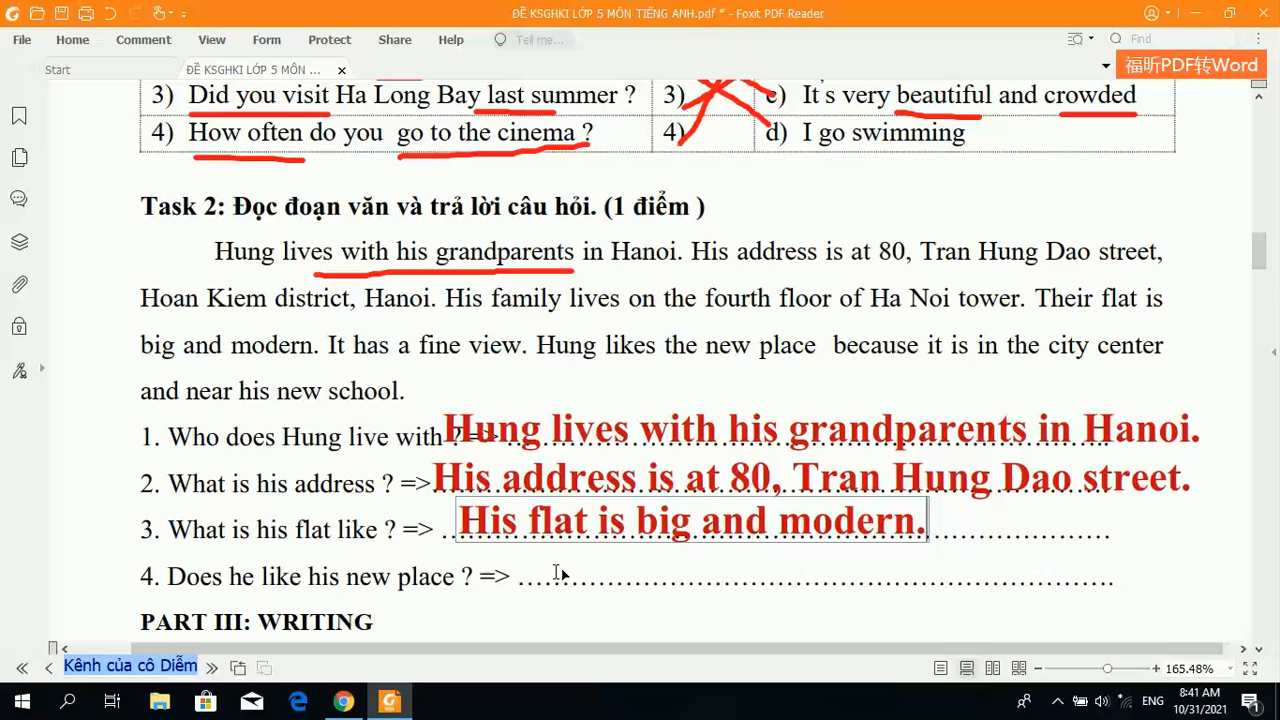 ĐỀ KSGHKI LỚP 5 MÔN TIẾNG ANH.pdf * - Foxit PDF Reader
File Home Comment View Form Protect Share Help Tell me... Find
Start ĐỀ KSGHKI LỚP 5 MÔN ... 福昕PDF转Word
3) Did you visit Ha Long Bay last summer ? 3) c) It's very beautiful and crowded
4) How often do you go to the cinema ? 4) d) I go swimming
Task 2: Đọc đoạn văn và trả lời câu hỏi. (1 điểm )
Hung lives with his grandparents in Hanoi. His address is at 80, Tran Hung Dao street,
Hoan Kiem district, Hanoi. His family lives on the fourth floor of Ha Noi tower. Their flat is
big and modern. It has a fine view. Hung likes the new place because it is in the city center
and near his new school.
1. Who does Hung live with ? => Hung lives with his grandparents in Hanoi.
2. What is his address ? => His address is at 80, Tran Hung Dao street.
3. What is his flat like ? => His flat is big and modern.
4. Does he like his new place ? => ……………………………………………………….
PART III: WRITING
Kênh của cô Diễm 165.48%
ENG 8:41 AM
10/31/2021